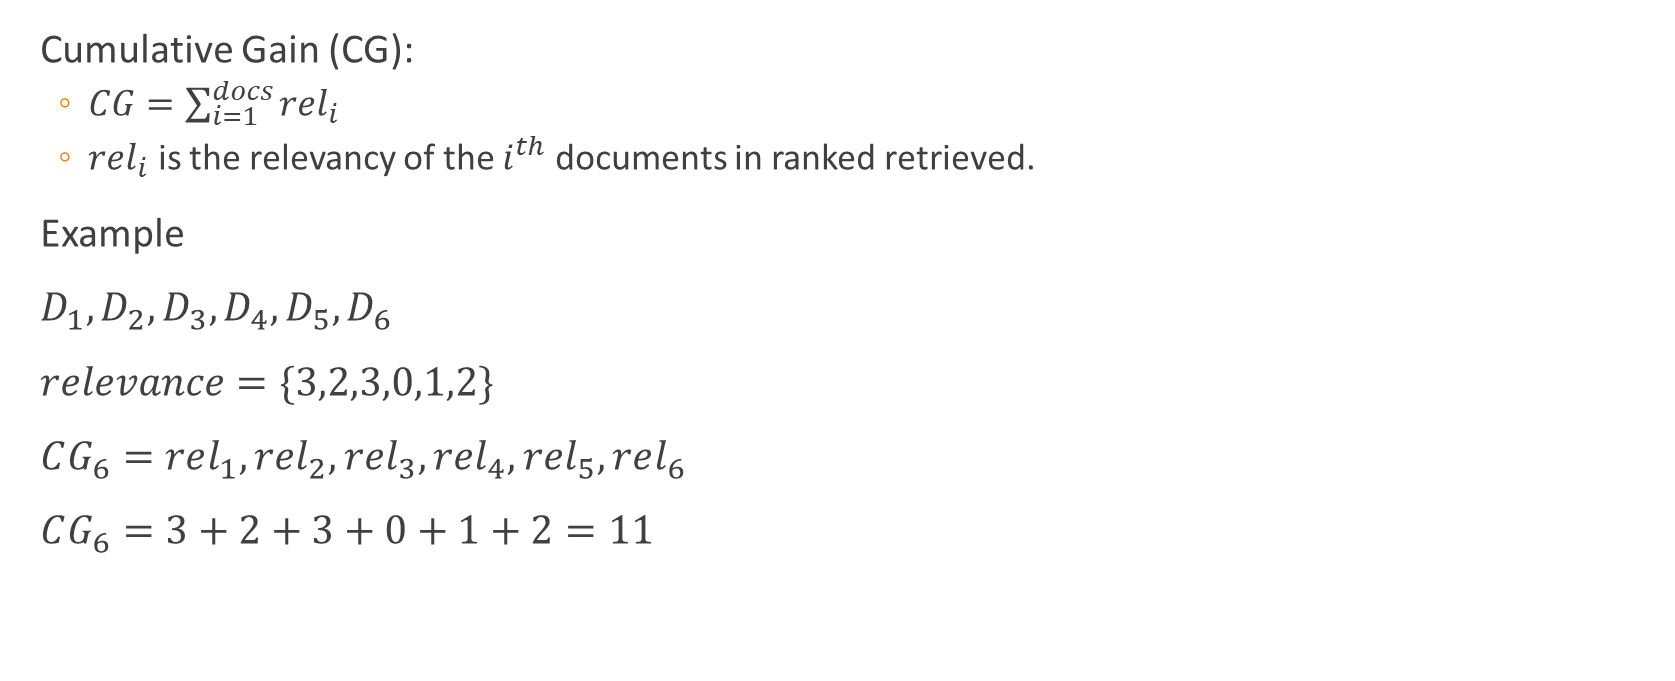 Cumulative Gain (CG):
◦ CG = ∑_{i=1}^{docs} rel_i
◦ rel_i is the relevancy of the i^{th} documents in ranked retrieved.
Example
D_1, D_2, D_3, D_4, D_5, D_6
relevance = {3,2,3,0,1,2}
CG_6 = rel_1, rel_2, rel_3, rel_4, rel_5, rel_6
CG_6 = 3 + 2 + 3 + 0 + 1 + 2 = 11